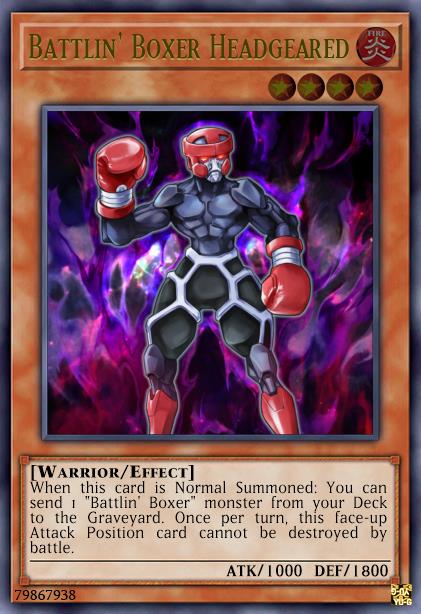 Battlin' Boxer Headgeared
FIRE
炎
[Warrior/Effect]
When this card is Normal Summoned: You can
send 1 "Battlin' Boxer" monster from your Deck
to the Graveyard. Once per turn, this face-up
Attack Position card cannot be destroyed by
battle.
ATK/1000 DEF/1800
79867938